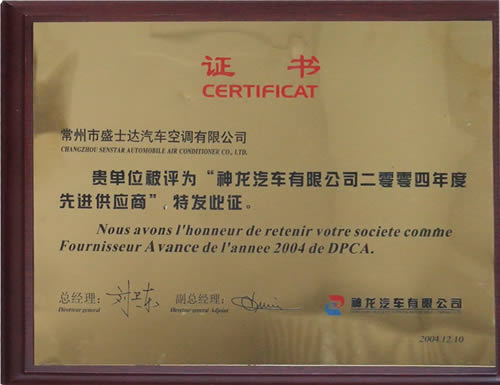 证 书
CERTIFICAT
常州市盛士达汽车空调有限公司
CHANGZHOU SENSTAR AUTOMOBILE AIR CONDITIONER CO., LTD.
贵单位被评为“神龙汽车有限公司二零零四年度
先进供应商”,特发此证。
Nous avons l'honneur de retenir votre societe comme
Fournisseur Avance de l'annee 2004 de DPCA.
总经理: 副总经理:
Directeur general Directeur general Adjoint
神龙汽车有限公司
2004.12.10